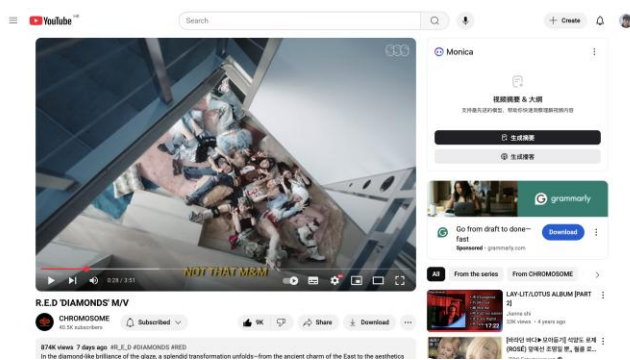 YouTube
Search
+ Create
NOT THAT M&M
0:28 / 3:51
R.E.D 'DIAMONDS' M/V
CHROMOSOME
40.5K subscribers
Subscribed
9K
Share
Download
874K views 7 days ago #R_E_D #DIAMONDS #RED
In the diamond-like brilliance of the glaze, a splendid transformation unfolds—from the ancient charm of the East to the aesthetics
Monica
視頻摘要 & 大綱
生成摘要
生成播客
grammarly
Go from draft to done—
fast
Sponsored · grammarly.com
Download
All
From the series
From CHROMOSOME
LAY-LIT/LOTUS ALBUM [PART
2]
Jianna shi
33K views · 4 years ago
17:22